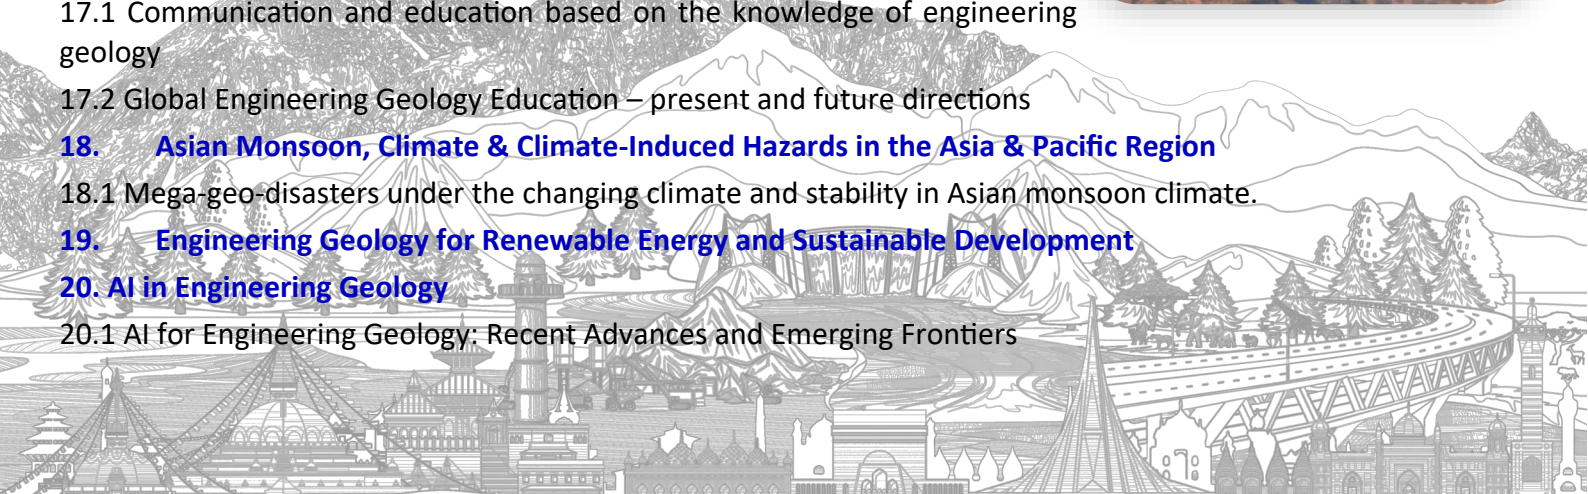 17.1 Communication and education based on the knowledge of engineering
geology
17.2 Global Engineering Geology Education – present and future directions
18. Asian Monsoon, Climate & Climate-Induced Hazards in the Asia & Pacific Region
18.1 Mega-geo-disasters under the changing climate and stability in Asian monsoon climate.
19. Engineering Geology for Renewable Energy and Sustainable Development
20. AI in Engineering Geology
20.1 AI for Engineering Geology: Recent Advances and Emerging Frontiers